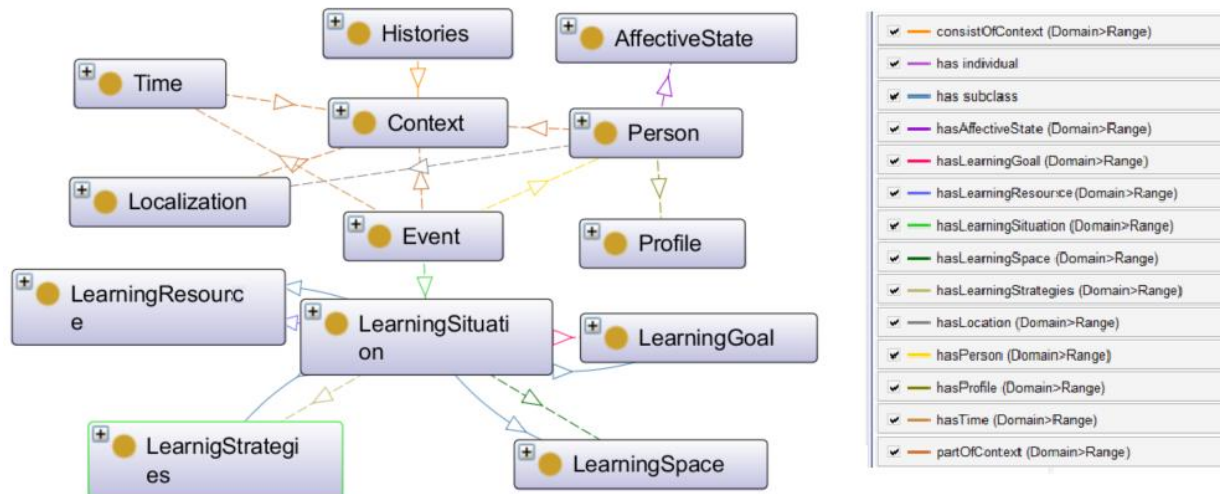 Histories
AffectiveState
Time
Context
Person
Localization
Event
Profile
LearningResourc
e
LearningSituati
on
LearningGoal
LearnigStrategi
es
LearningSpace
consistOfContext (Domain>Range)
has individual
has subclass
hasAffectiveState (Domain>Range)
hasLearningGoal (Domain>Range)
hasLearningResource (Domain>Range)
hasLearningSituation (Domain>Range)
hasLearningSpace (Domain>Range)
hasLearningStrategies (Domain>Range)
hasLocation (Domain>Range)
hasPerson (Domain>Range)
hasProfile (Domain>Range)
hasTime (Domain>Range)
partOfContext (Domain>Range)